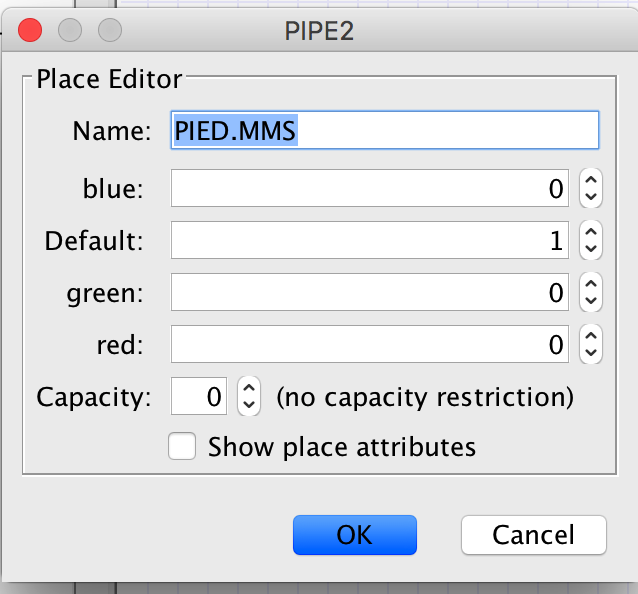 PIPE2
Place Editor
Name: PIED.MMS
blue: 0
Default: 1
green: 0
red: 0
Capacity: 0 (no capacity restriction)
Show place attributes
OK Cancel